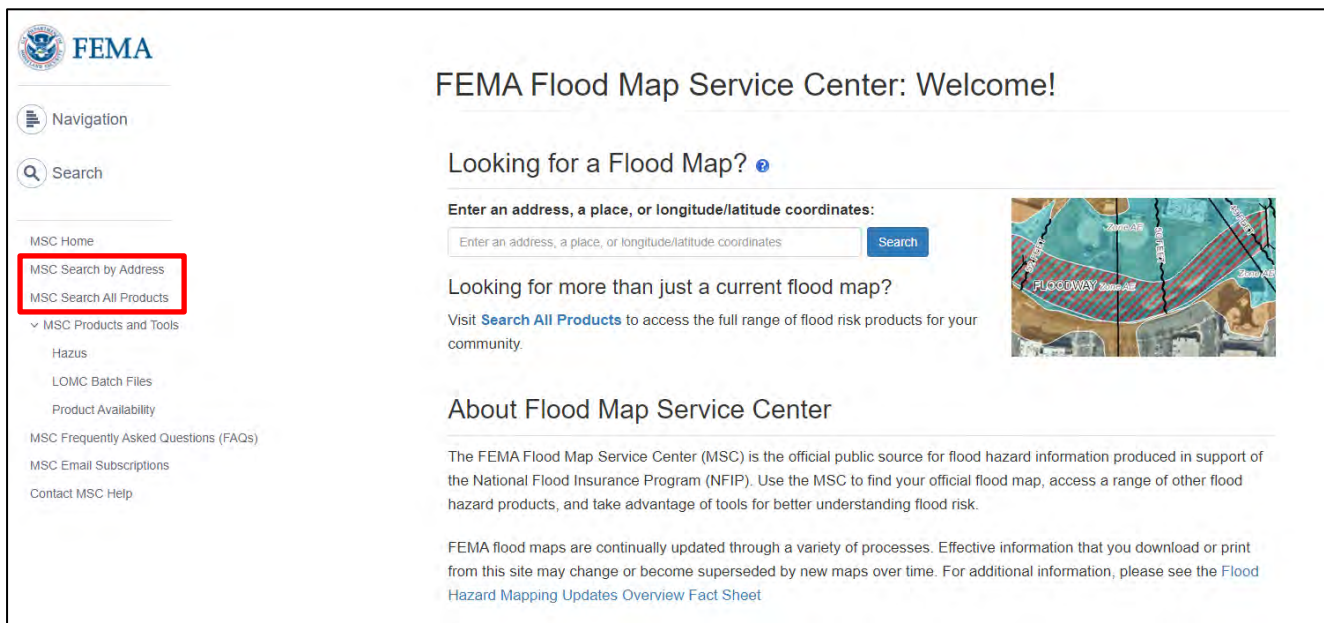 FEMA
Navigation
Search
MSC Home
MSC Search by Address
MSC Search All Products
MSC Products and Tools
Hazus
LOMC Batch Files
Product Availability
MSC Frequently Asked Questions (FAQs)
MSC Email Subscriptions
Contact MSC Help
FEMA Flood Map Service Center: Welcome!
Looking for a Flood Map?
Enter an address, a place, or longitude/latitude coordinates:
Enter an address, a place, or longitude/latitude coordinates
Search
Looking for more than just a current flood map?
Visit Search All Products to access the full range of flood risk products for your
community.
Zone AE
FLOODWAY Zone AE
Zone AE
About Flood Map Service Center
The FEMA Flood Map Service Center (MSC) is the official public source for flood hazard information produced in support of
the National Flood Insurance Program (NFIP). Use the MSC to find your official flood map, access a range of other flood
hazard products, and take advantage of tools for better understanding flood risk.
FEMA flood maps are continually updated through a variety of processes. Effective information that you download or print
from this site may change or become superseded by new maps over time. For additional information, please see the Flood
Hazard Mapping Updates Overview Fact Sheet